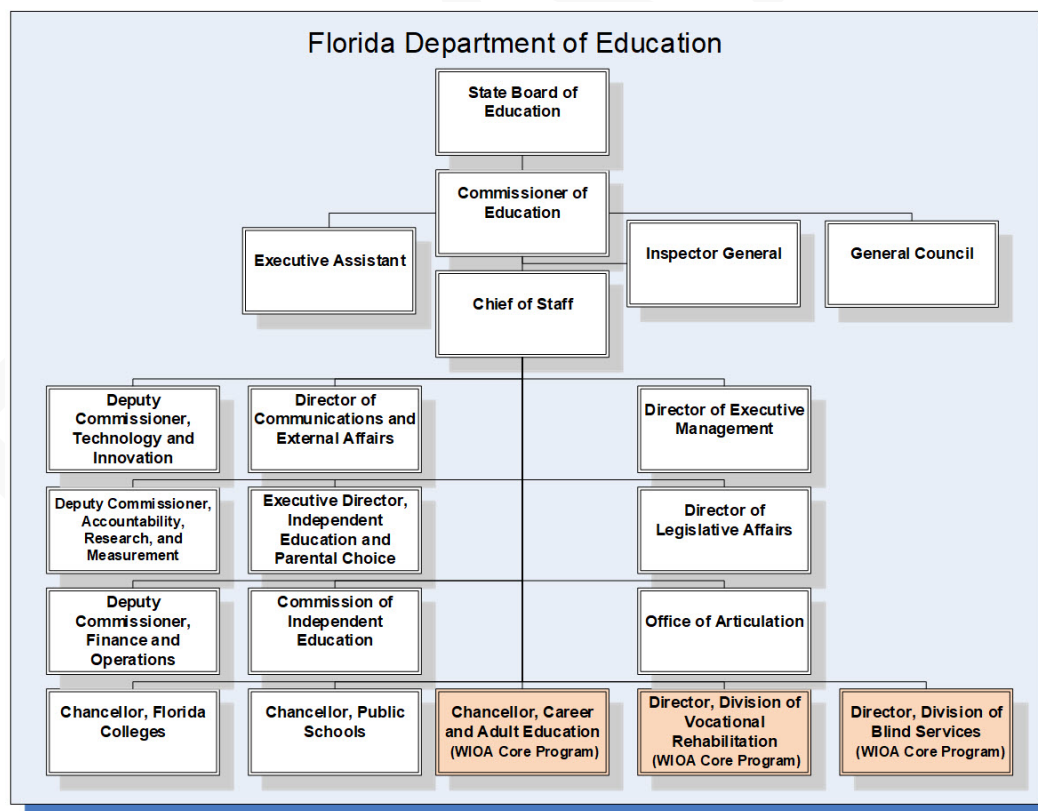 Florida Department of Education
State Board of
Education
Commissioner of
Education
Executive Assistant
Inspector General
General Council
Chief of Staff
Deputy
Commissioner,
Technology and
Innovation
Director of
Communications and
External Affairs
Director of Executive
Management
Deputy Commissioner,
Accountability,
Research, and
Measurement
Executive Director,
Independent
Education and
Parental Choice
Director of
Legislative Affairs
Deputy
Commissioner,
Finance and
Operations
Commission of
Independent
Education
Office of Articulation
Chancellor, Florida
Colleges
Chancellor, Public
Schools
Chancellor, Career
and Adult Education
(WIOA Core Program)
Director, Division of
Vocational
Rehabilitation
(WIOA Core Program)
Director, Division of
Blind Services
(WIOA Core Program)